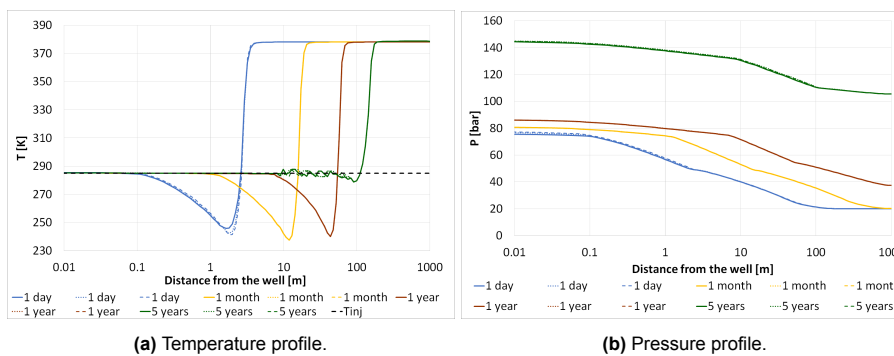 390
370
350
330
310
290
270
250
230
T [K]
0.01 0.1 1 10 100 1000
Distance from the well [m]
1 day 1 day 1 day 1 month 1 month 1 month 1 year
1 year 1 year 5 years 5 years 5 years Tinj
(a) Temperature profile.
160
140
120
100
80
60
40
20
0
P [bar]
0.01 0.1 1 10 100 1000
Distance from the well [m]
1 day 1 day 1 day 1 month 1 month 1 month
1 year 1 year 1 year 5 years 5 years 5 years
(b) Pressure profile.